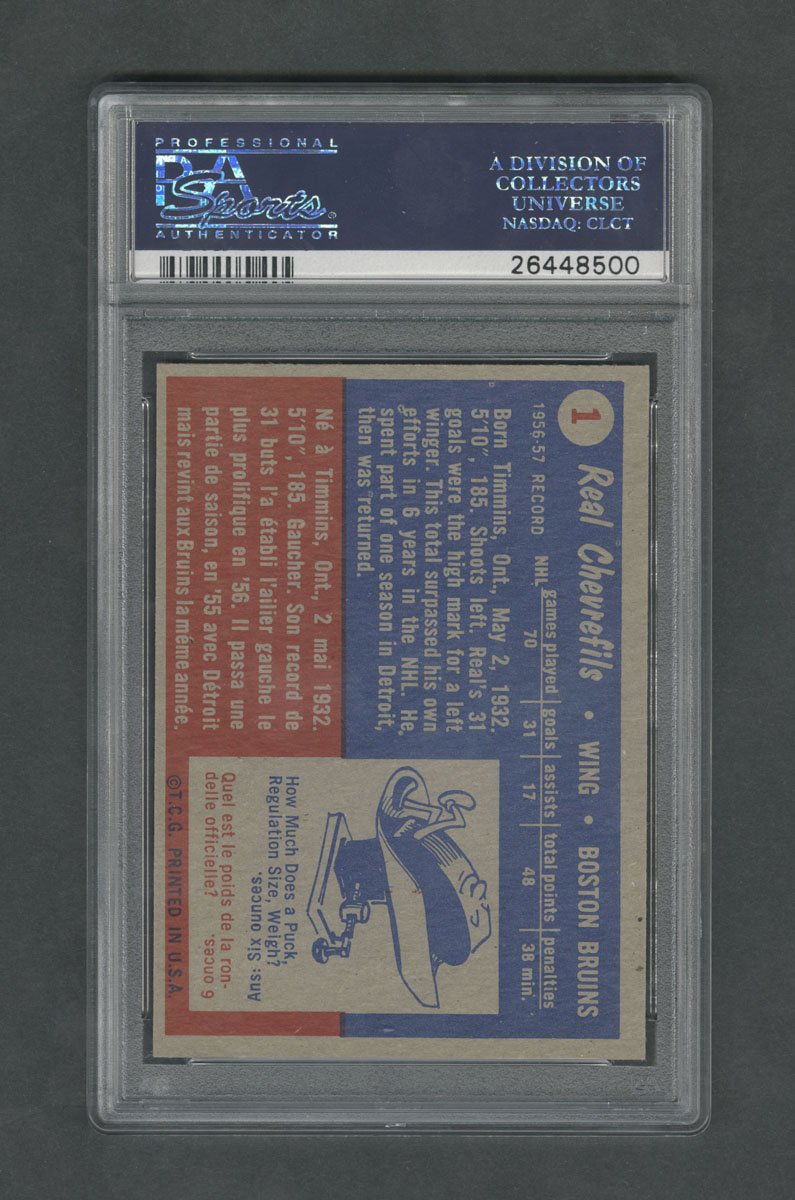 PROFESSIONAL
PSA
Sports®
AUTHENTICATOR
A DIVISION OF
COLLECTORS
UNIVERSE
NASDAQ: CLCT
26448500
1 Real Chevrefils • WING • BOSTON BRUINS
1956-57 RECORD games played goals assists total points penalties
NHL 70 31 17 48 38 min.
Born Timmins, Ont., May 2, 1932.
5'10", 185. Shoots left. Real's 31
goals were the high mark for a left
winger. This total surpassed his own
efforts in 6 years in the NHL. He
spent part of one season in Detroit,
then was returned.
Né à Timmins, Ont., 2 mai 1932.
5'10", 185. Gaucher. Son record de
31 buts l'a établi l'ailier gauche le
plus prolifique en '56. Il passa une
partie de saison, en '55 avec Détroit
mais revint aux Bruins la méme année.
How Much Does a Puck,
Regulation Size, Weigh?
Ans: Six ounces.
Quel est le poids de la ron-
delle officielle?
6 onces.
©T.C.G. PRINTED IN U.S.A.